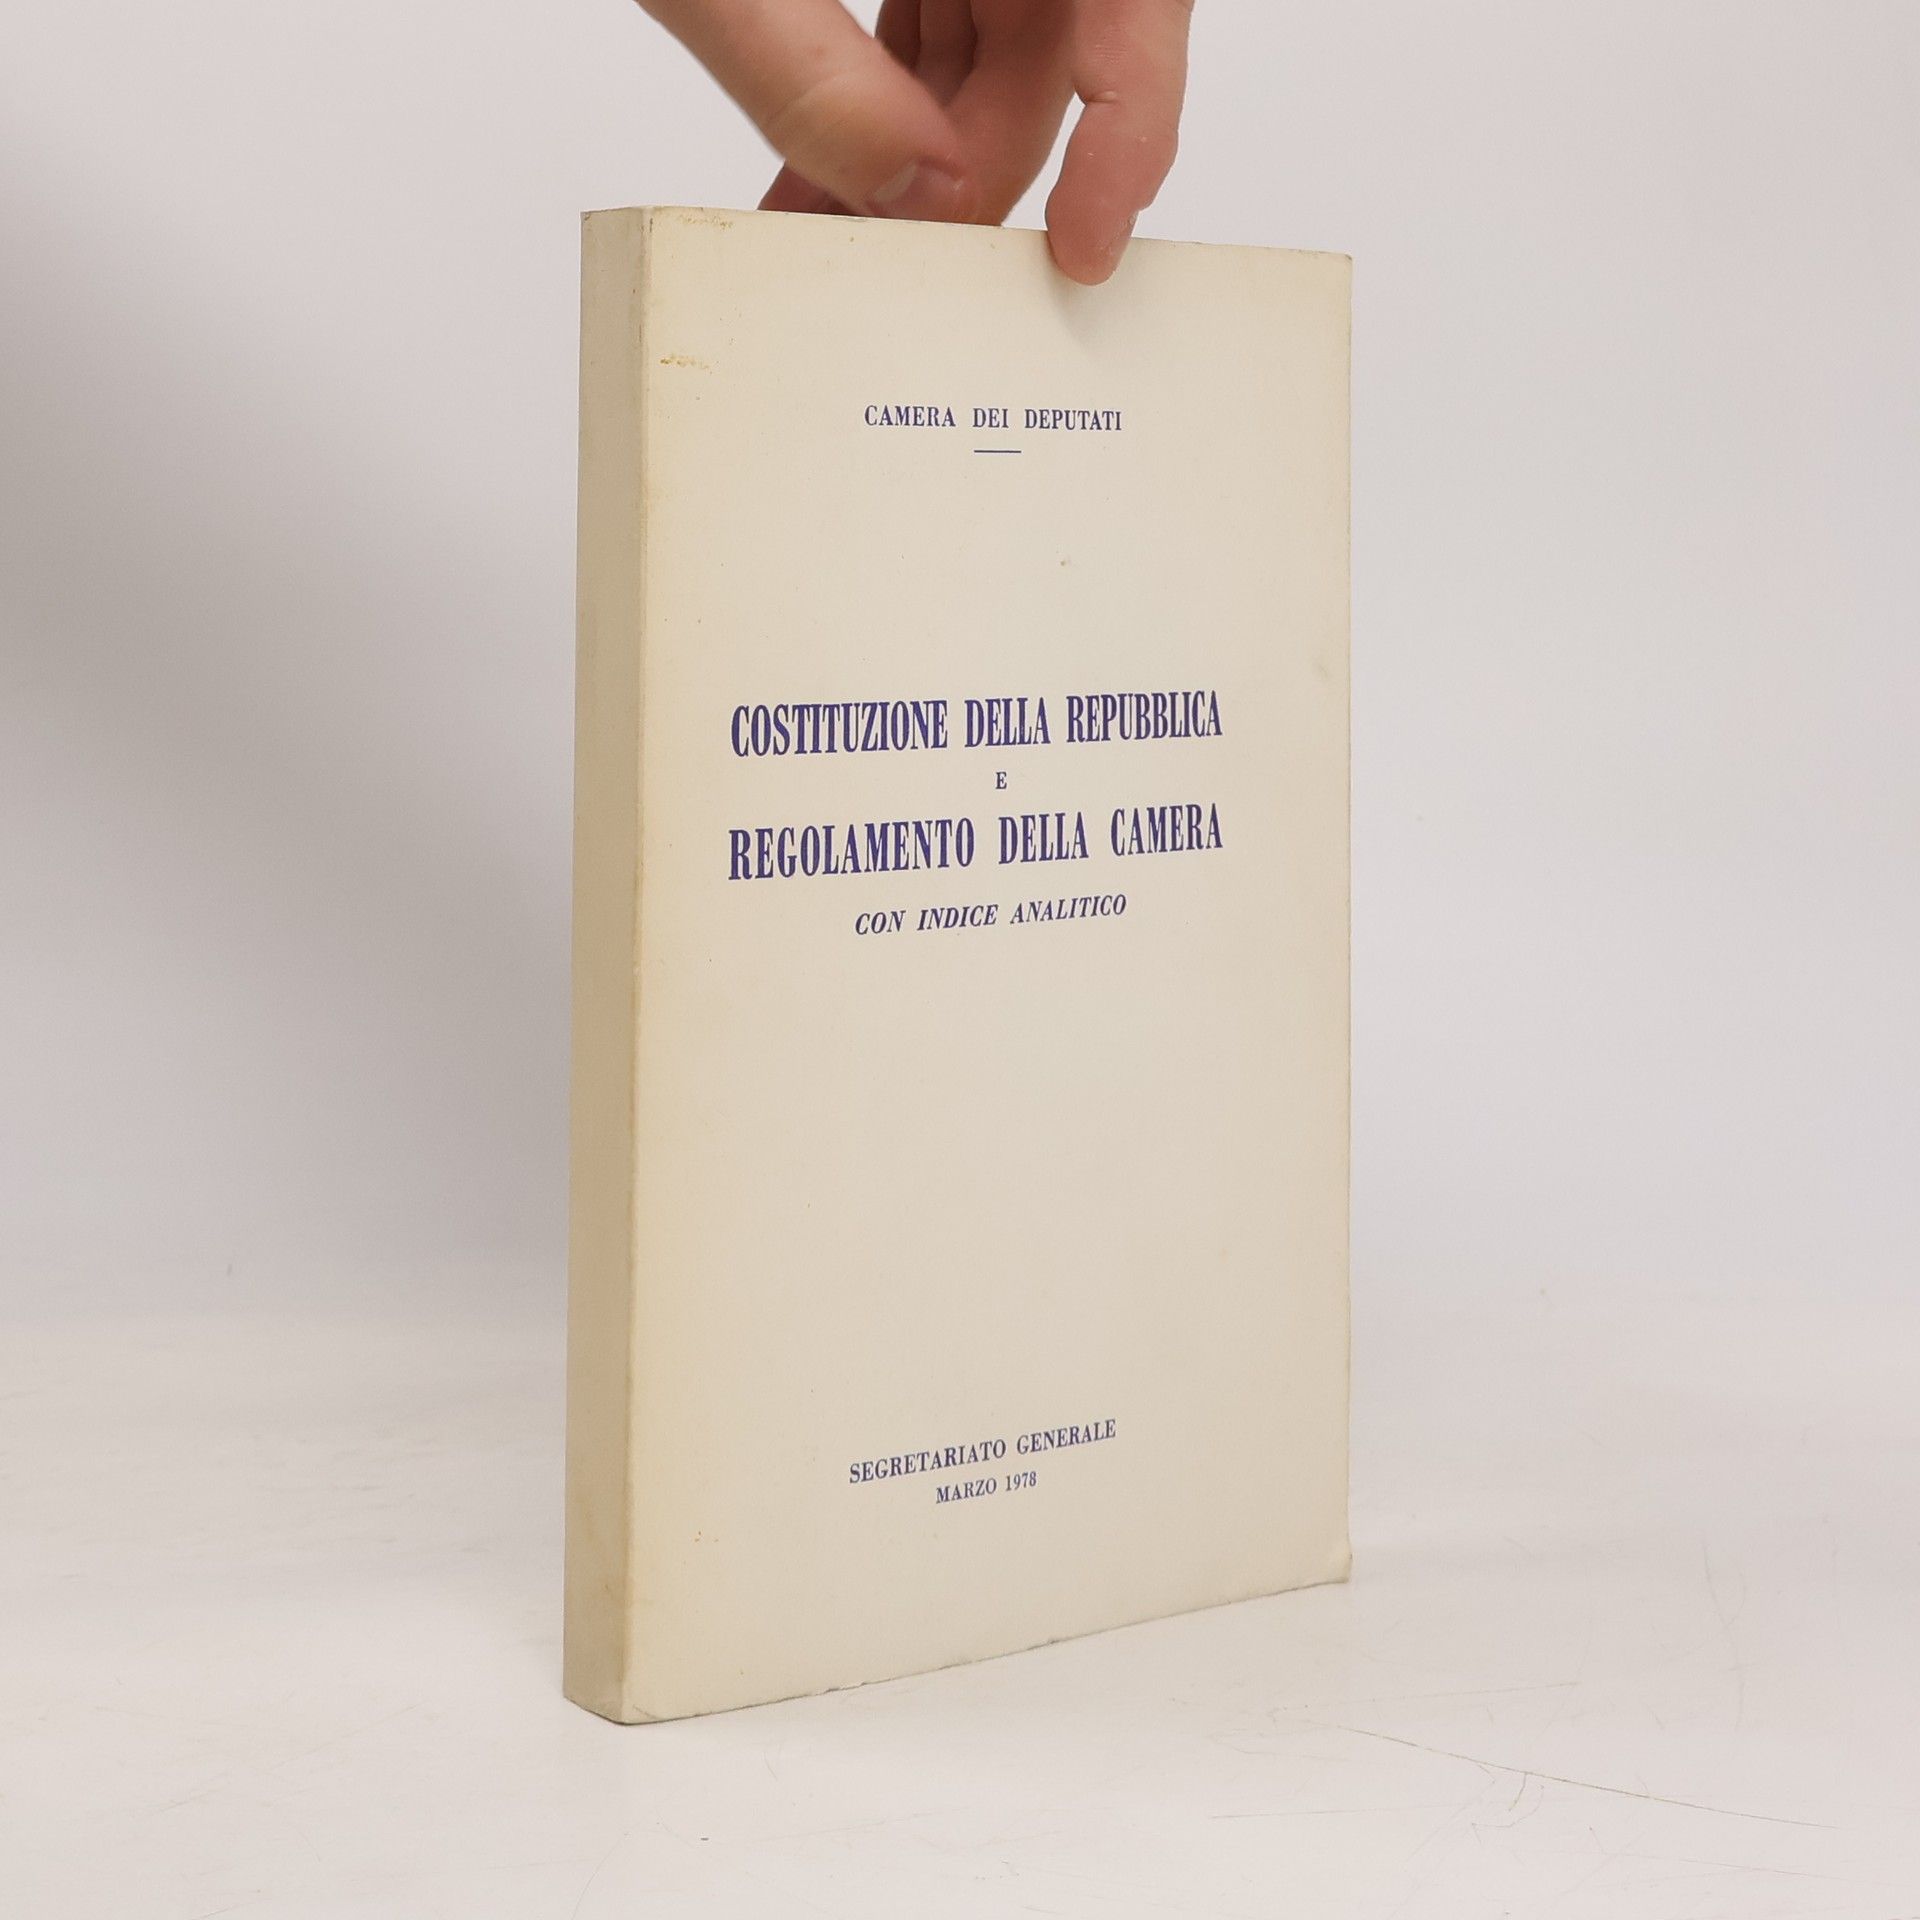 CAMERA DEI DEPUTATI
COSTITUZIONE DELLA REPUBBLICA
E
REGOLAMENTO DELLA CAMERA
CON INDICE ANALITICO
SEGRETARIATO GENERALE
MARZO 1978